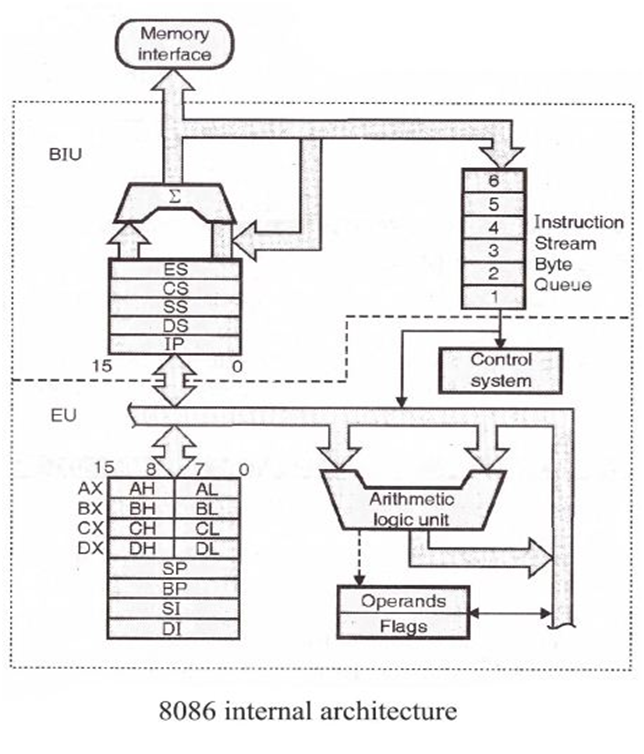 Memory
interface
BIU
Σ
6
5
4
3
2
1
Instruction
Stream
Byte
Queue
ES
CS
SS
DS
IP
15 0
Control
system
EU
15 8 7 0
AX AH AL
BX BH BL
CX CH CL
DX DH DL
SP
BP
SI
DI
Arithmetic
logic unit
Operands
Flags
8086 internal architecture